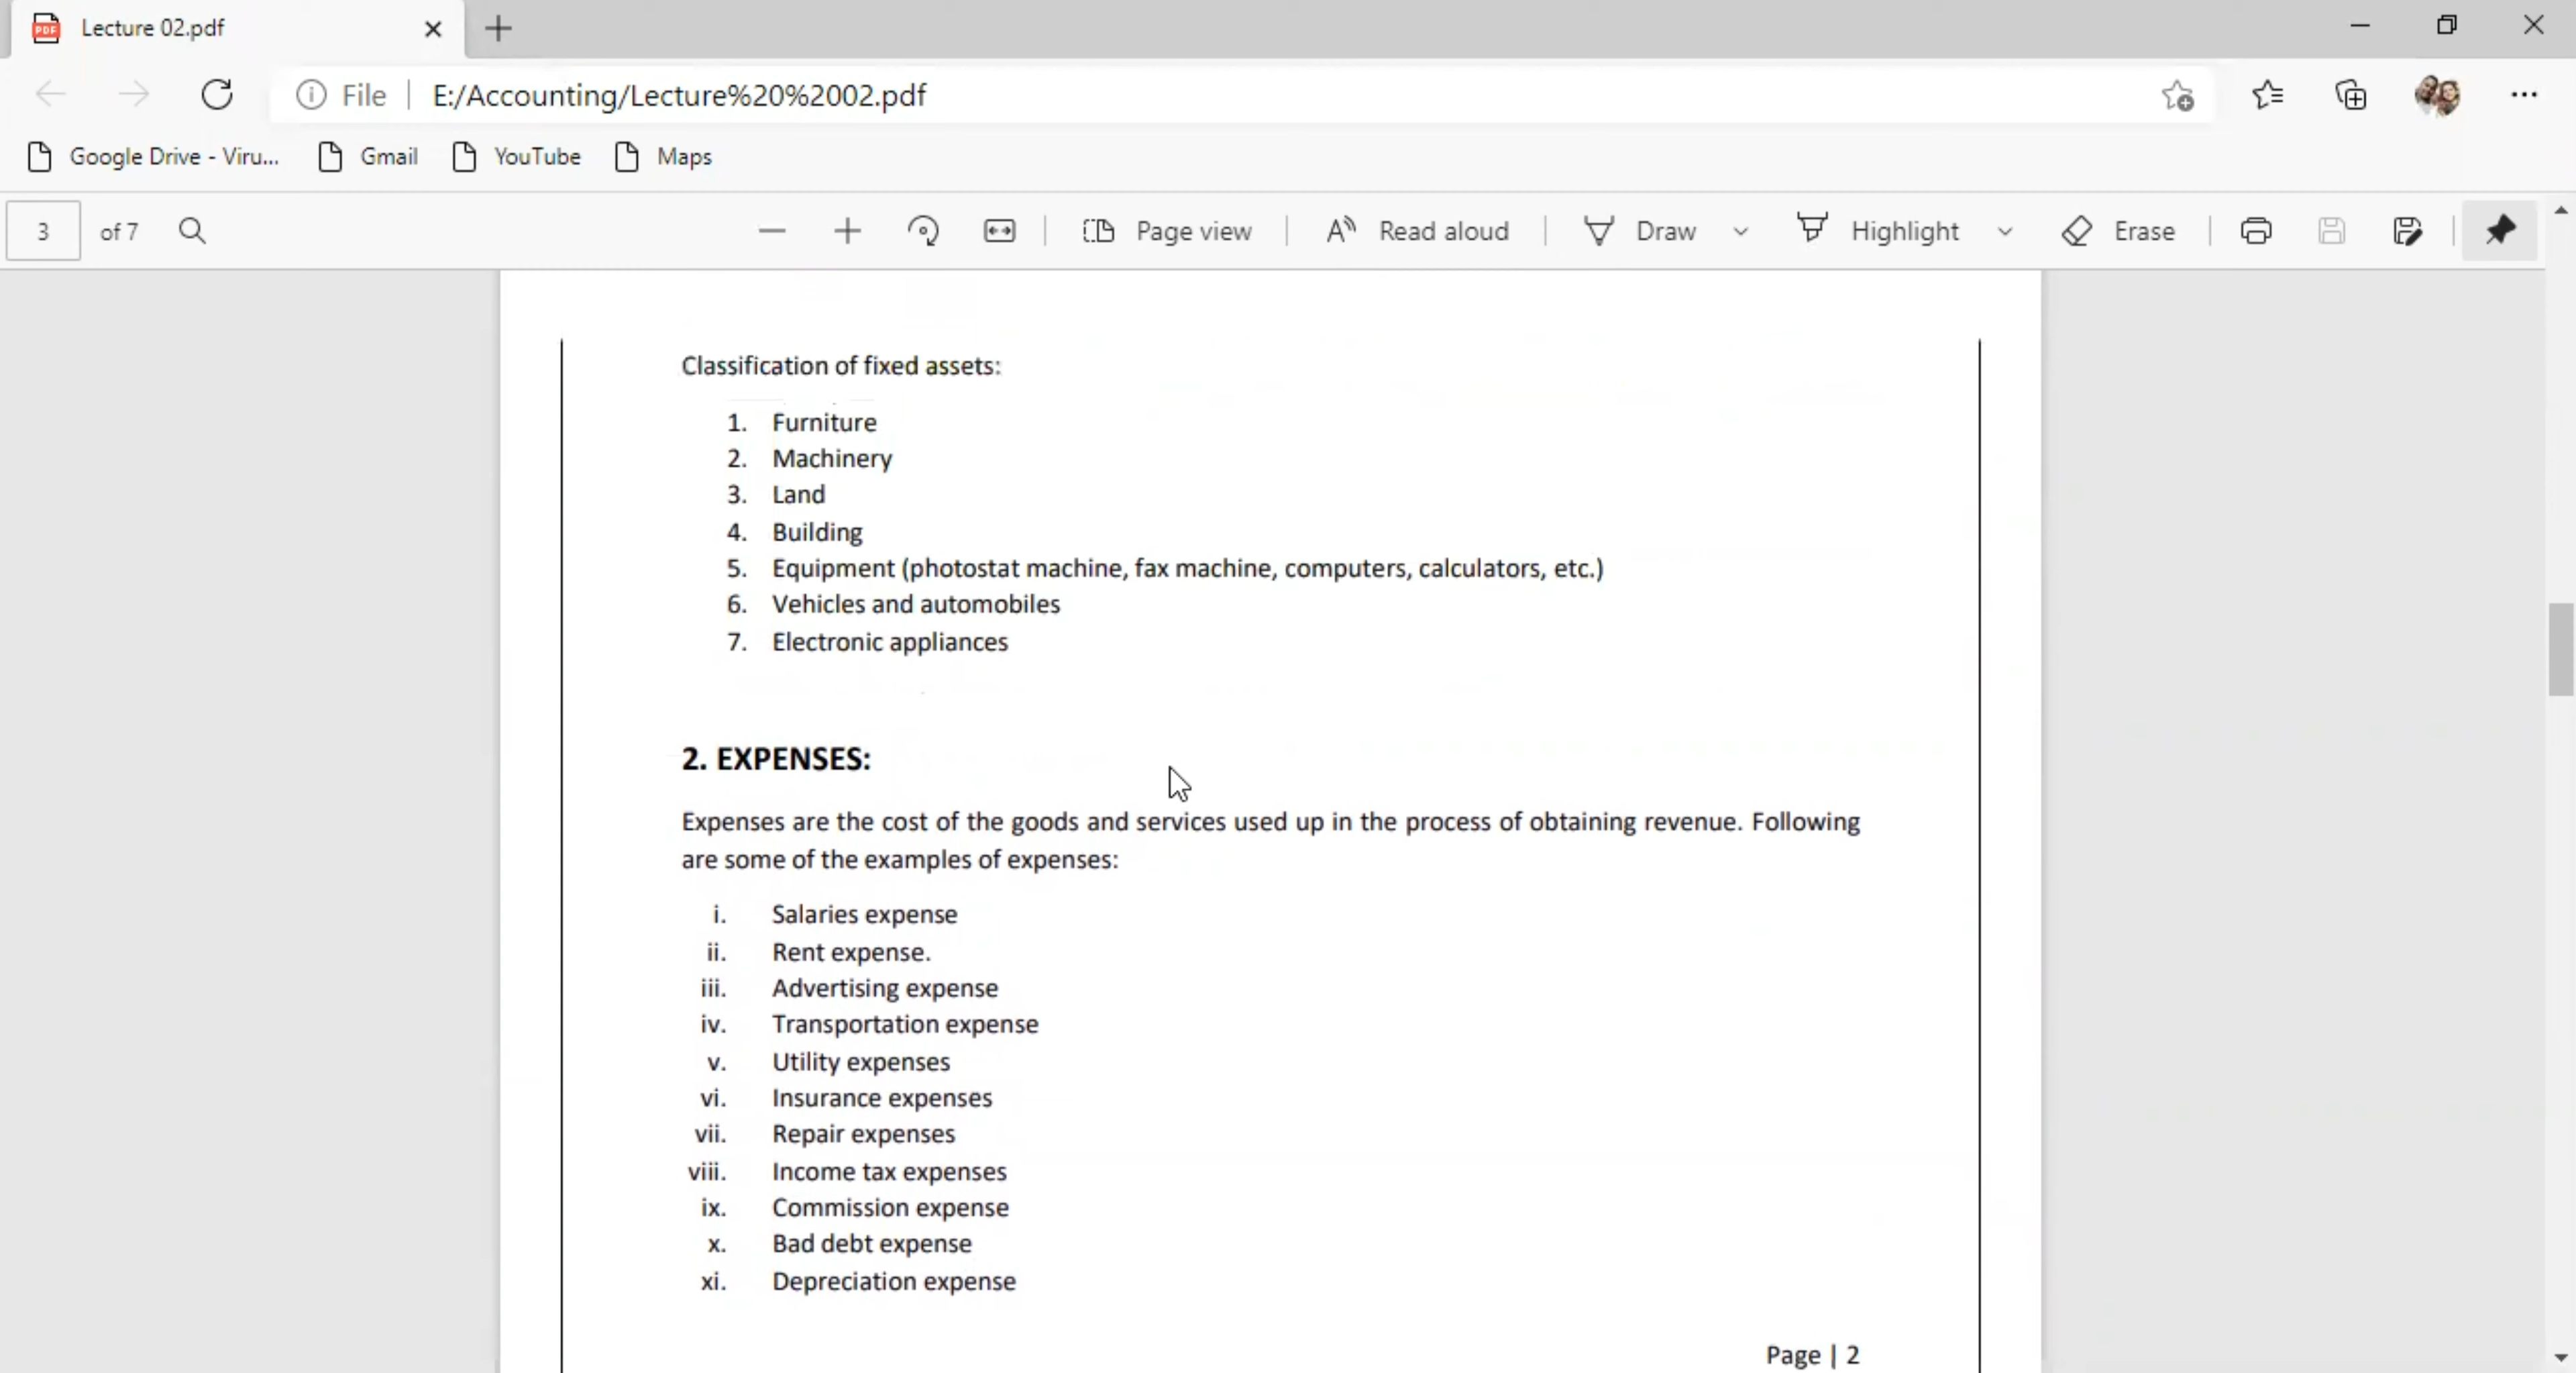 Lecture 02.pdf
File | E:/Accounting/Lecture%20%2002.pdf
Google Drive - Viru... Gmail YouTube Maps
3 of 7 Page view Read aloud Draw Highlight Erase
Classification of fixed assets:
1. Furniture
2. Machinery
3. Land
4. Building
5. Equipment (photostat machine, fax machine, computers, calculators, etc.)
6. Vehicles and automobiles
7. Electronic appliances
2. EXPENSES:
Expenses are the cost of the goods and services used up in the process of obtaining revenue. Following
are some of the examples of expenses:
i. Salaries expense
ii. Rent expense.
iii. Advertising expense
iv. Transportation expense
v. Utility expenses
vi. Insurance expenses
vii. Repair expenses
viii. Income tax expenses
ix. Commission expense
x. Bad debt expense
xi. Depreciation expense
Page | 2